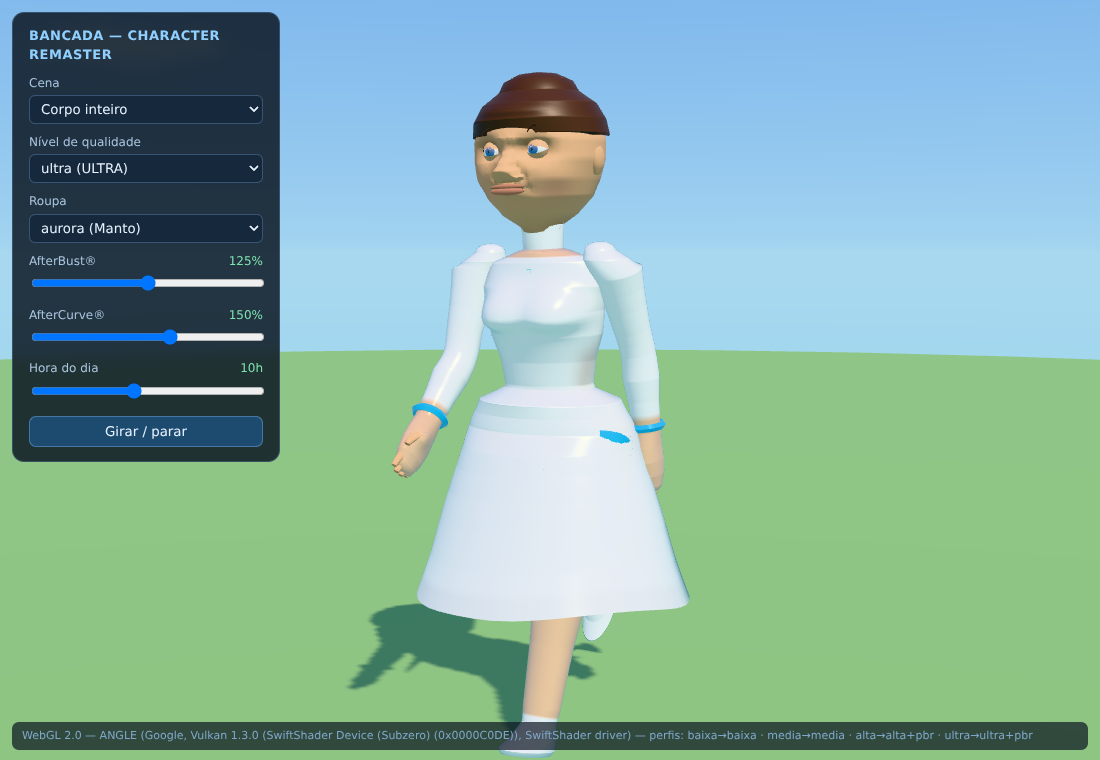 BANCADA — CHARACTER
REMASTER
Cena
Corpo inteiro
Nível de qualidade
ultra (ULTRA)
Roupa
aurora (Manto)
AfterBust® 125%
AfterCurve® 150%
Hora do dia 10h
Girar / parar
WebGL 2.0 — ANGLE (Google, Vulkan 1.3.0 (SwiftShader Device (Subzero) (0x0000C0DE)), SwiftShader driver) — perfis: baixa→baixa · media→media · alta→alta+pbr · ultra→ultra+pbr